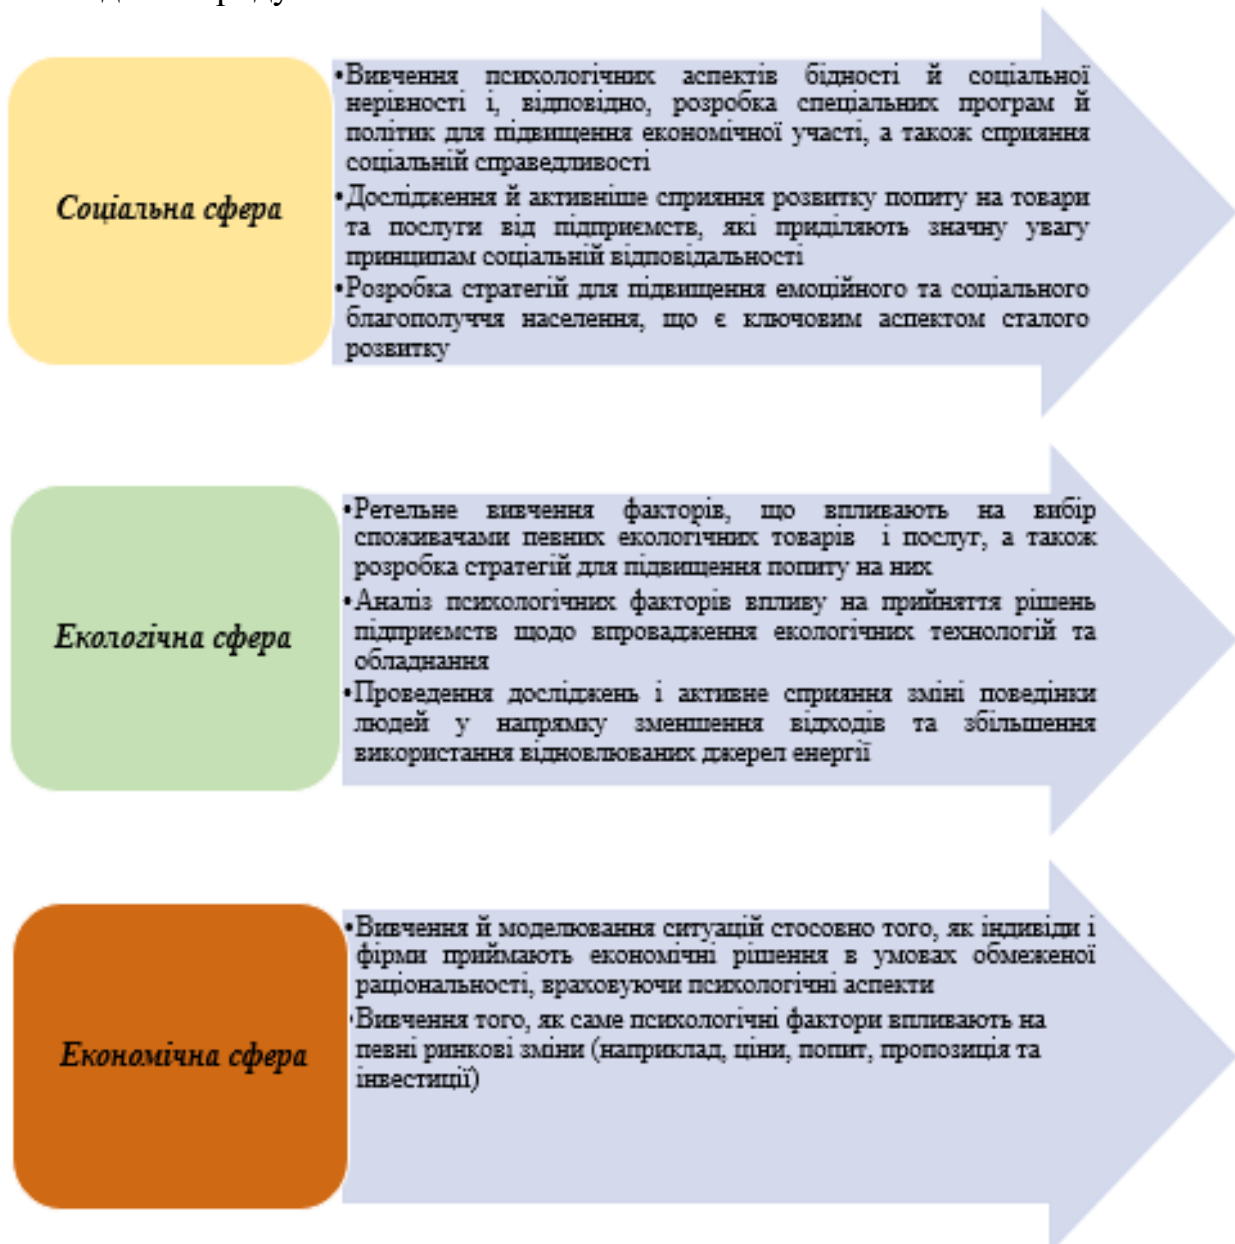 Соціальна сфера
•Вивчення психологічних аспектів бідності й соціальної
нерівності і, відповідно, розробка спеціальних програм й
політик для підвищення економічної участі, а також сприяння
соціальній справедливості
•Дослідження й активніше сприяння розвитку попиту на товари
та послуги від підприємств, які приділяють значну увагу
принципам соціальній відповідальності
•Розробка стратегій для підвищення емоційного та соціального
благополуччя населення, що є ключовим аспектом сталого
розвитку
Екологічна сфера
•Ретельне вивчення факторів, що впливають на вибір
споживачами певних екологічних товарів і послуг, а також
розробка стратегій для підвищення попиту на них
•Аналіз психологічних факторів впливу на прийняття рішень
підприємств щодо впровадження екологічних технологій та
обладнання
•Проведення досліджень і активне сприяння зміні поведінки
людей у напрямку зменшення відходів та збільшення
використання відновлюваних джерел енергії
Економічна сфера
•Вивчення й моделювання ситуацій стосовно того, як індивіди і
фірми приймають економічні рішення в умовах обмеженої
раціональності, враховуючи психологічні аспекти
•Вивчення того, як саме психологічні фактори впливають на
певні ринкові зміни (наприклад, ціни, попит, пропозиція та
інвестиції)